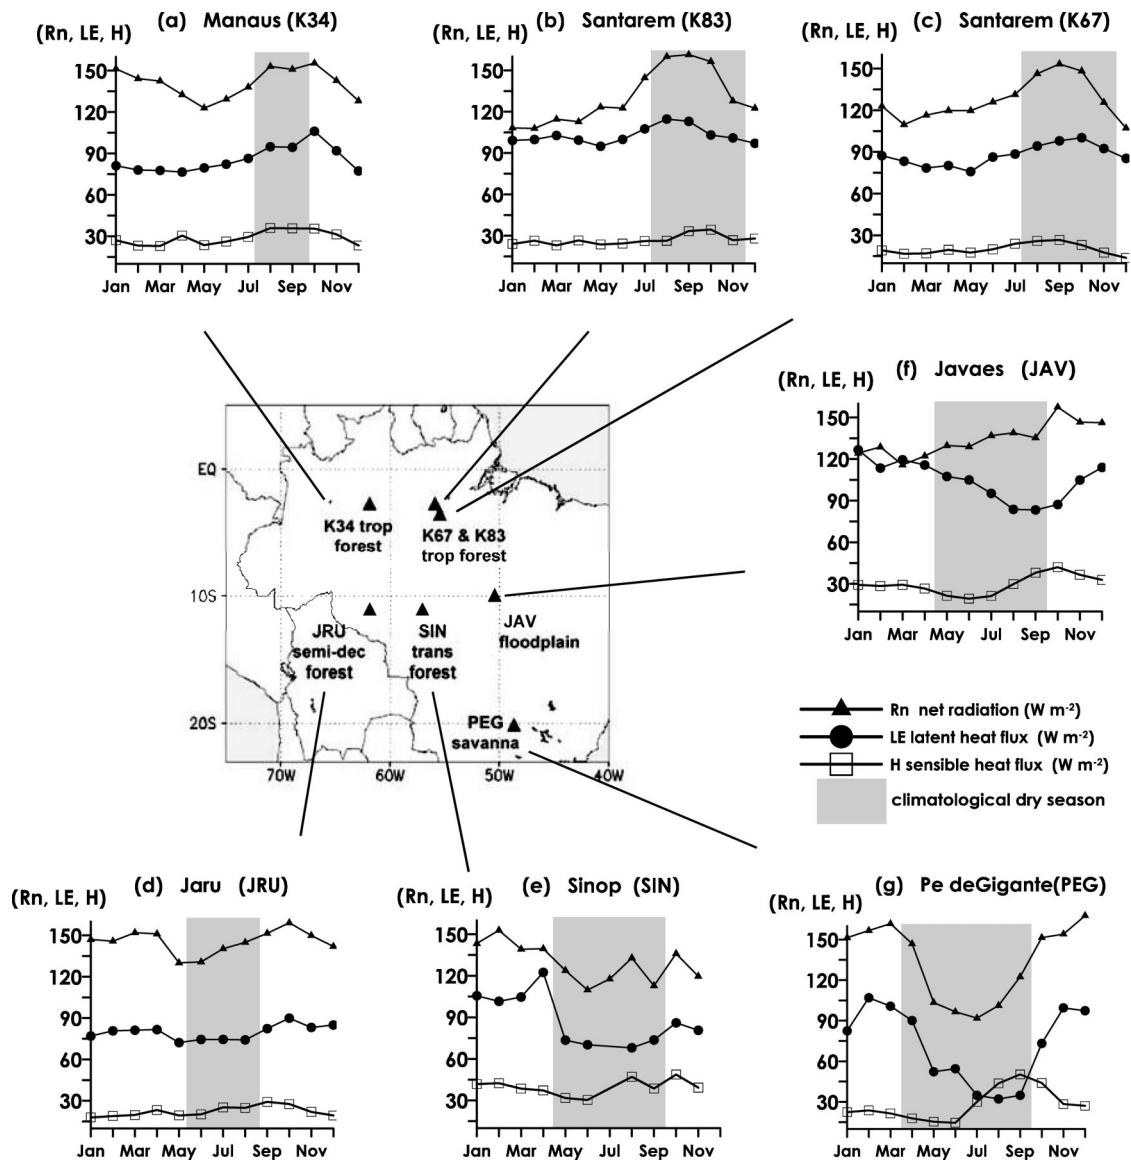 (a) Manaus (K34)
(Rn, LE, H)
150
120
90
60
30
Jan Mar May Jul Sep Nov
(b) Santarem (K83)
(Rn, LE, H)
150
120
90
60
30
Jan Mar May Jul Sep Nov
(c) Santarem (K67)
(Rn, LE, H)
150
120
90
60
30
Jan Mar May Jul Sep Nov
(f) Javaes (JAV)
(Rn, LE, H)
150
120
90
60
30
Jan Mar May Jul Sep Nov
EQ
10S
20S
70W 60W 50W 40W
K34 trop
forest
K67 & K83
trop forest
JRU
semi-dec
forest
SIN
trans
forest
JAV
floodplain
PEG
savanna
Rn net radiation (W m-2)
LE latent heat flux (W m-2)
H sensible heat flux (W m-2)
climatological dry season
(d) Jaru (JRU)
(Rn, LE, H)
150
120
90
60
30
Jan Mar May Jul Sep Nov
(e) Sinop (SIN)
(Rn, LE, H)
150
120
90
60
30
Jan Mar May Jul Sep Nov
(g) Pe deGigante(PEG)
(Rn, LE, H)
150
120
90
60
30
Jan Mar May Jul Sep Nov